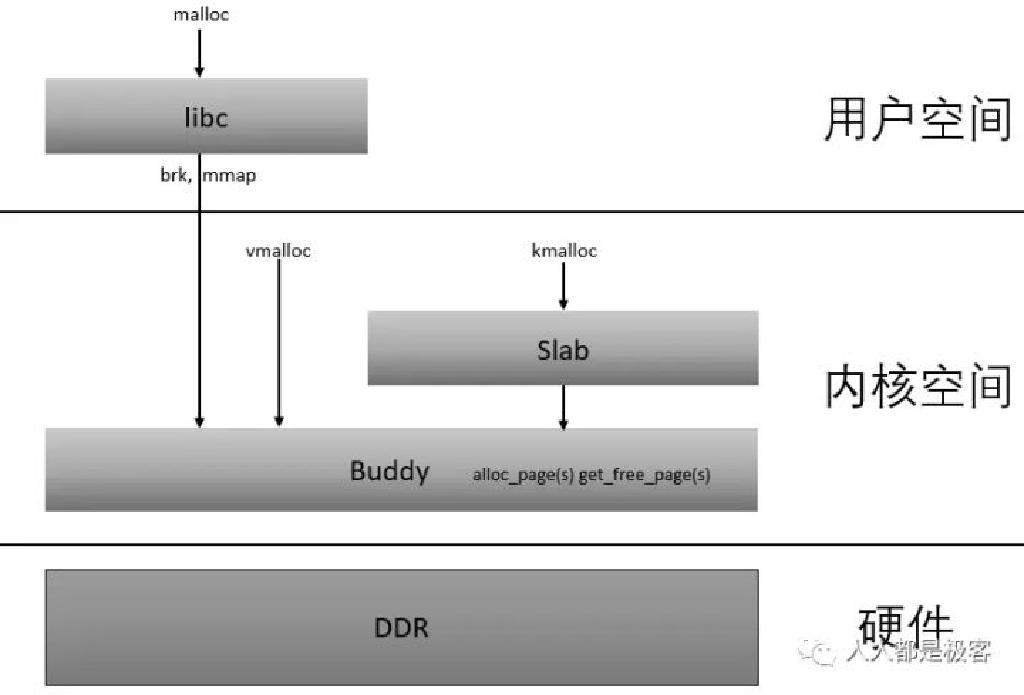 malloc
libc
用户空间
brk, mmap
vmalloc
kmalloc
Slab
内核空间
Buddy alloc_page(s) get_free_page(s)
DDR
硬件
人人都是极客